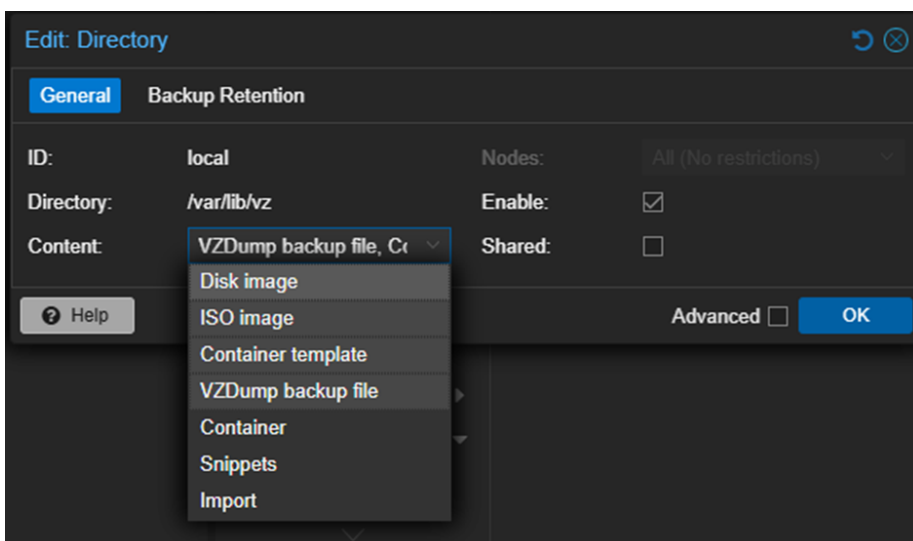 Edit: Directory
General Backup Retention
ID: local Nodes: All (No restrictions)
Directory: /var/lib/vz Enable:
Content: VZDump backup file, Shared:
Disk image
ISO image
Container template
VZDump backup file
Container
Snippets
Import
Help Advanced OK